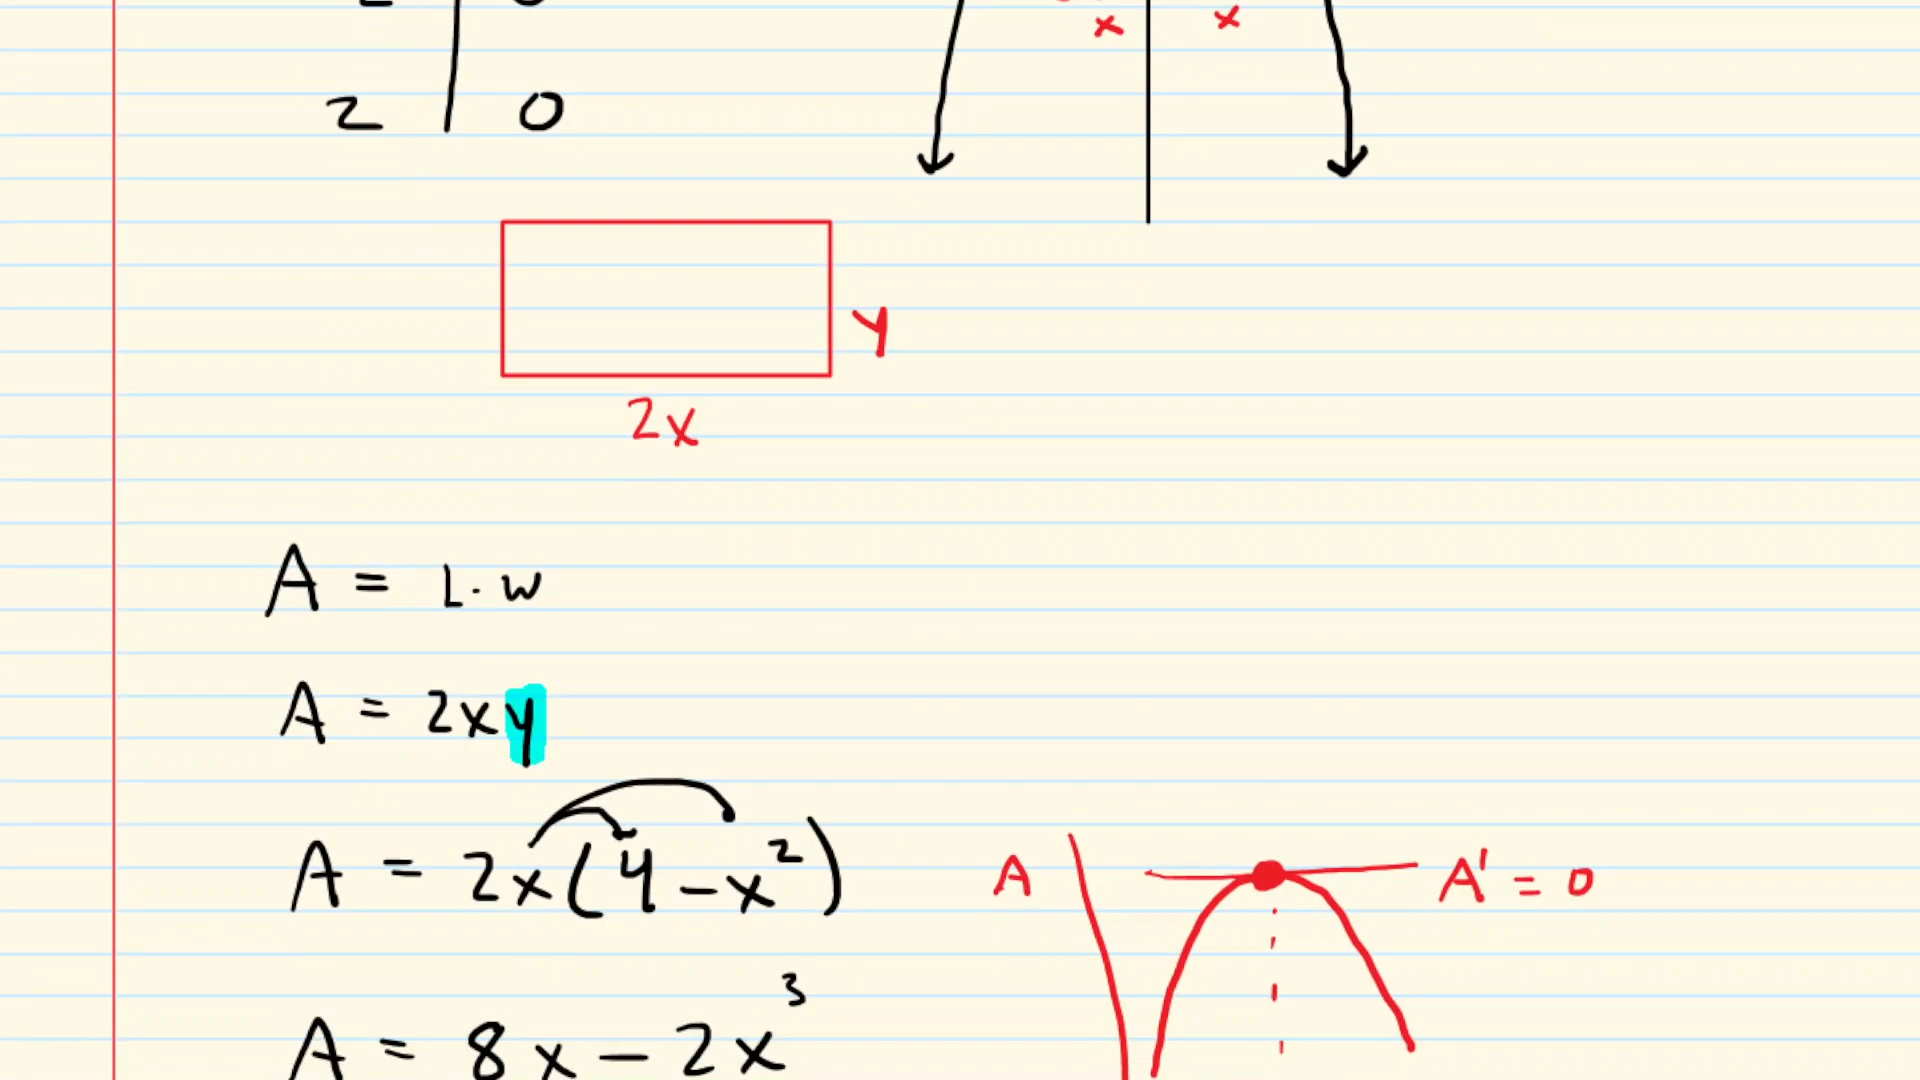 x x
2 0
y
2x
A = L·w
A = 2xy
A = 2x(4-x²)
A A' = 0
A = 8x - 2x³